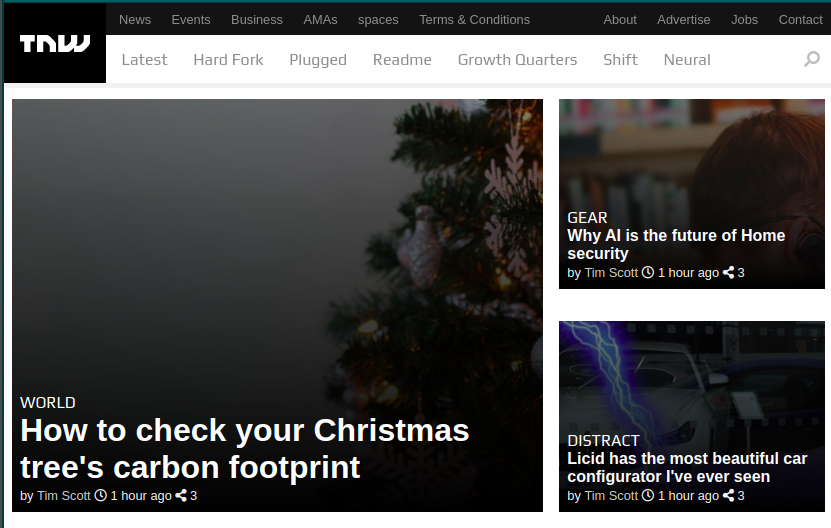 News Events Business AMAs spaces Terms & Conditions About Advertise Jobs Contact
TNW
Latest Hard Fork Plugged Readme Growth Quarters Shift Neural
WORLD
How to check your Christmas
tree's carbon footprint
by Tim Scott 1 hour ago 3
GEAR
Why AI is the future of Home
security
by Tim Scott 1 hour ago 3
DISTRACT
Licid has the most beautiful car
configurator I've ever seen
by Tim Scott 1 hour ago 3